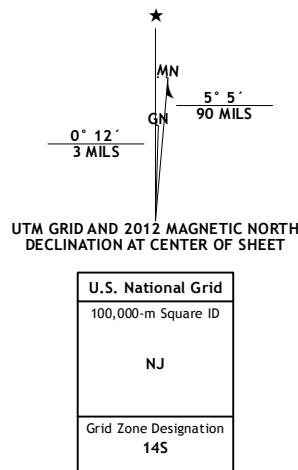 ★
MN
5° 5´
90 MILS
GN
0° 12´
3 MILS
UTM GRID AND 2012 MAGNETIC NORTH
DECLINATION AT CENTER OF SHEET
U.S. National Grid
100,000-m Square ID
NJ
Grid Zone Designation
14S